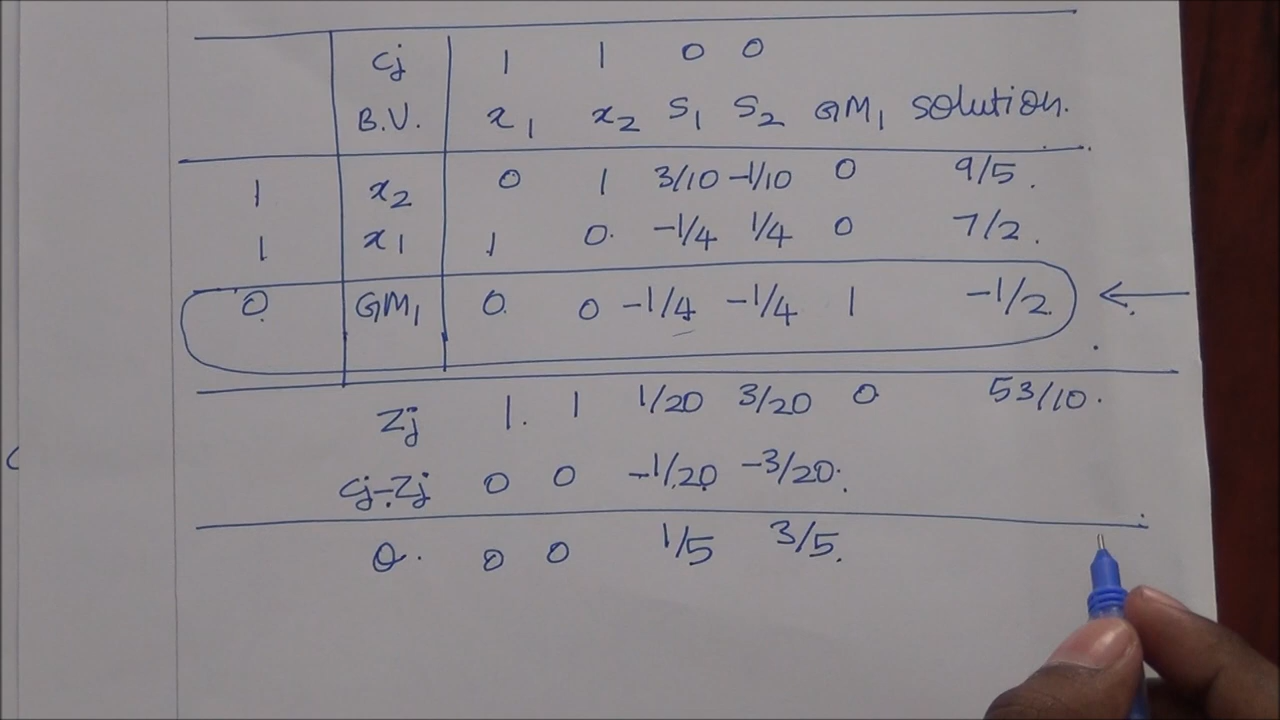 Cj 1 1 0 0
B.V. x1 x2 S1 S2 GM1 solution.
1 x2 0 1 3/10 -1/10 0 9/5.
1 x1 1 0. -1/4 1/4 0 7/2.
0. GM1 0. 0 -1/4 -1/4 1 -1/2.
Zj 1. 1 1/20 3/20 0 53/10.
Cj-Zj 0 0 -1/20 -3/20.
θ. 0 0 1/5 3/5.